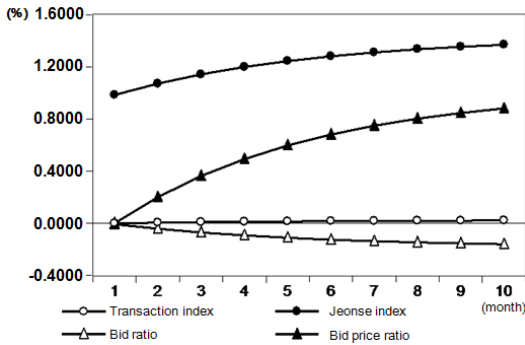 (%)
1.6000
1.2000
0.8000
0.4000
0.0000
-0.4000
1 2 3 4 5 6 7 8 9 10
(month)
Transaction index Jeonse index
Bid ratio Bid price ratio